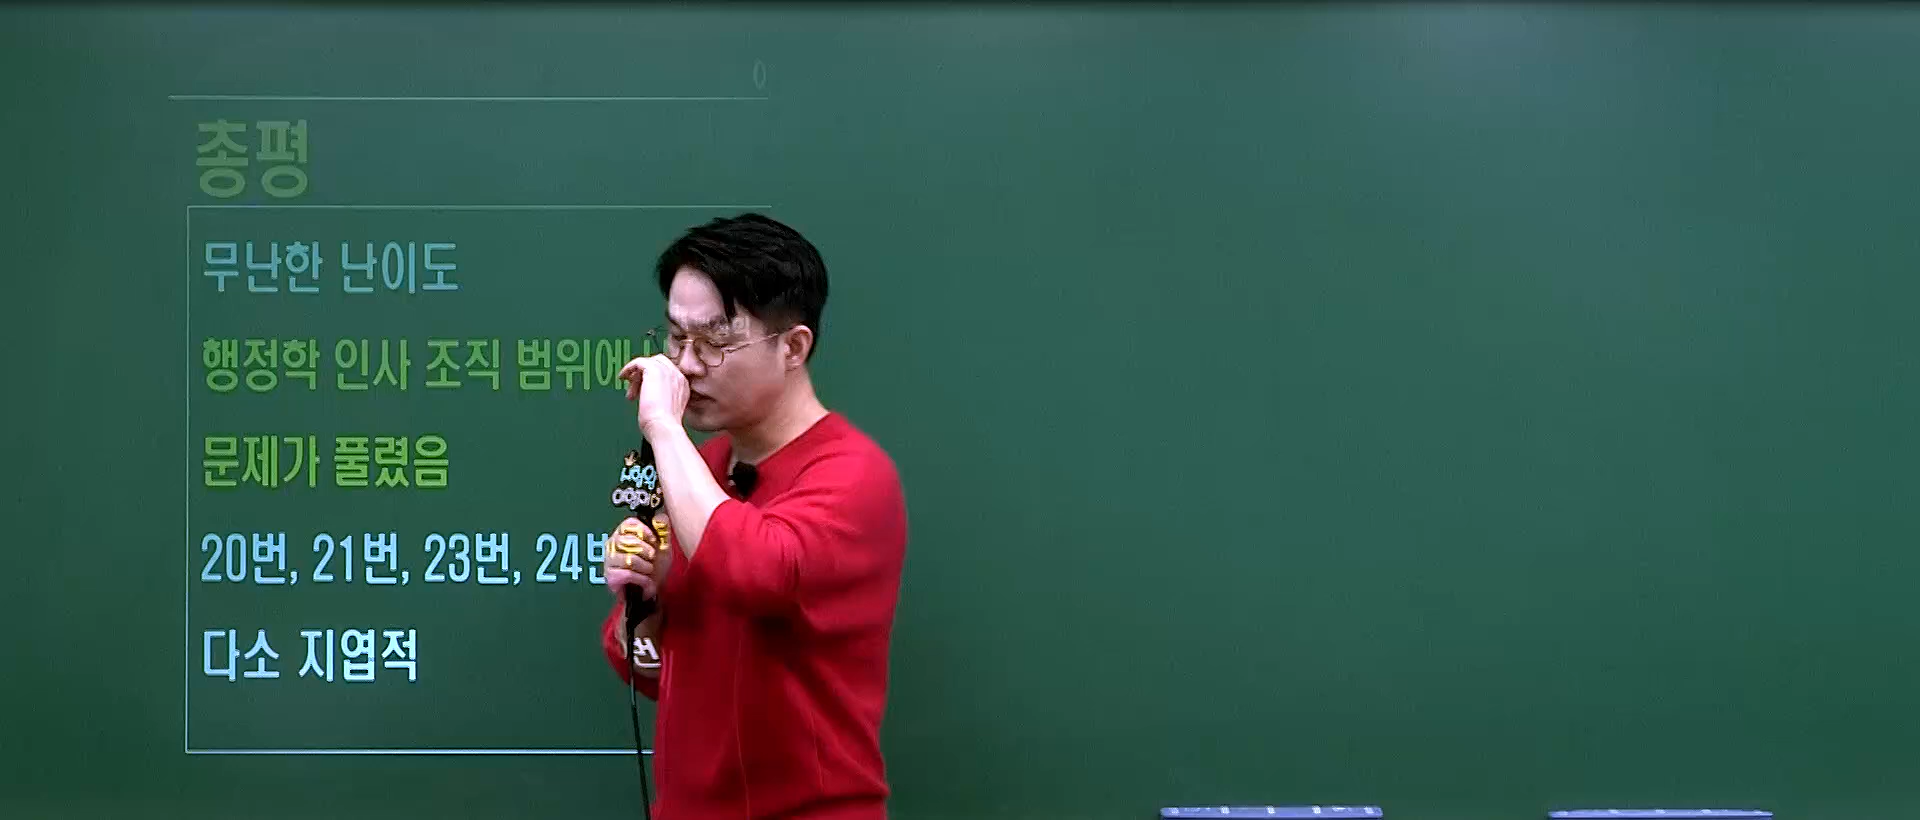 총평
무난한 난이도
행정학 인사 조직 범위에서
문제가 풀렸음
20번, 21번, 23번, 24번
다소 지엽적